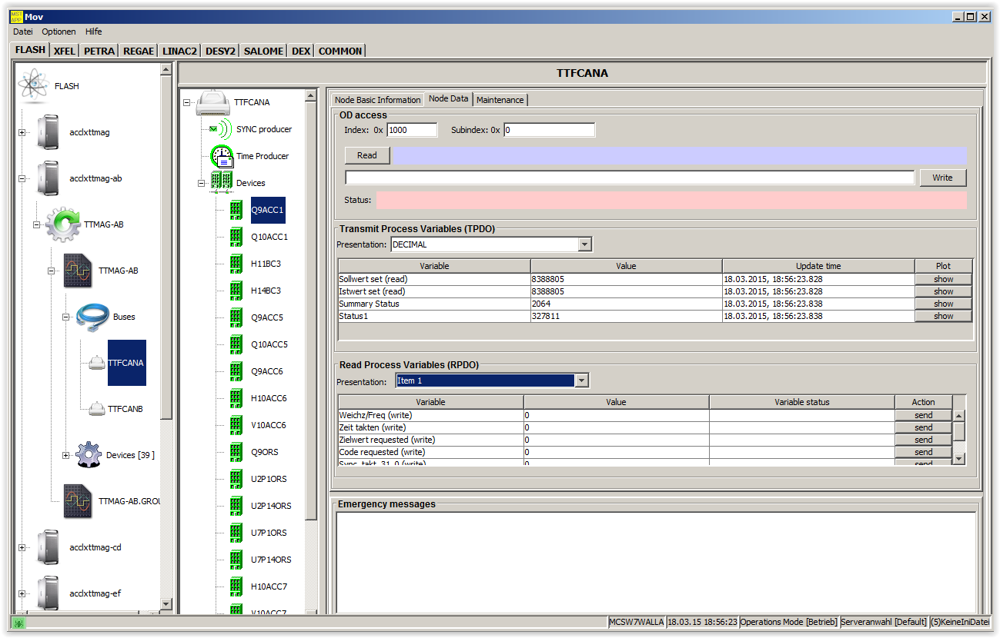 MST APP Mov
Datei Optionen Hilfe
FLASH XFEL PETRA REGAE LINAC2 DESY2 SALOME DEX COMMON
FLASH
acclxttmag
acclxttmag-ab
TTMAG-AB
TTMAG-AB
Buses
TTFCANA
TTFCANB
Devices [39 ]
TTMAG-AB.GROU
acclxttmag-cd
acclxttmag-ef
TTFCANA
TTFCANA
SYNC producer
Time Producer
Devices
Q9ACC1
Q10ACC1
H11BC3
H14BC3
Q9ACC5
Q10ACC5
Q9ACC6
H10ACC6
V10ACC6
Q9ORS
U2P1ORS
U2P14ORS
U7P1ORS
U7P14ORS
H10ACC7
V10ACC7
Node Basic Information Node Data Maintenance
OD access
Index: 0x 1000 Subindex: 0x 0
Read
Write
Status:
Transmit Process Variables (TPDO)
Presentation: DECIMAL
Variable Value Update time Plot
Sollwert set (read) 8388805 18.03.2015, 18:56:23.828 show
Istwert set (read) 8388805 18.03.2015, 18:56:23.828 show
Summary Status 2064 18.03.2015, 18:56:23.838 show
Status1 327811 18.03.2015, 18:56:23.838 show
Read Process Variables (RPDO)
Presentation: Item 1
Variable Value Variable status Action
Weichz/Freq (write) 0 send
Zeit takten (write) 0 send
Zielwert requested (write) 0 send
Code requested (write) 0 send
Sync. takt. 31_0 (write) 0 send
Emergency messages
MCSW7WALLA 18.03.15 18:56:23 Operations Mode [Betrieb] Serveranwahl [Default] (5)KeineIniDatei